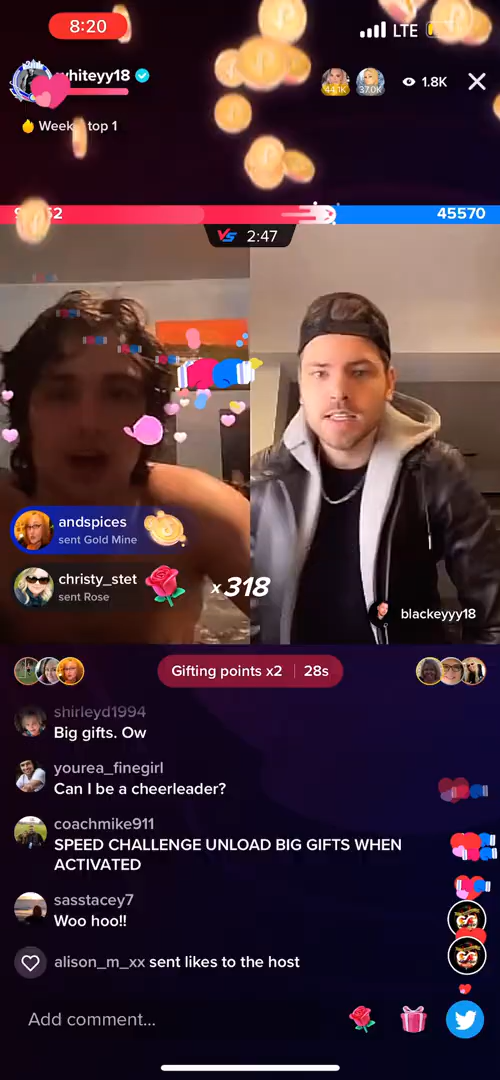 8:20
LTE
whiteyy18
44.1K
37.0K
1.8K
top 1
45570
VS 2:47
andspices
sent Gold Mine
christy_stet
sent Rose
x318
blackeyyy18
Gifting points x2 | 28s
shirleyd1994
Big gifts. Ow
yourea_finegirl
Can I be a cheerleader?
coachmike911
SPEED CHALLENGE UNLOAD BIG GIFTS WHEN
ACTIVATED
sasstacey7
Woo hoo!!
alison_m_xx sent likes to the host
Add comment...